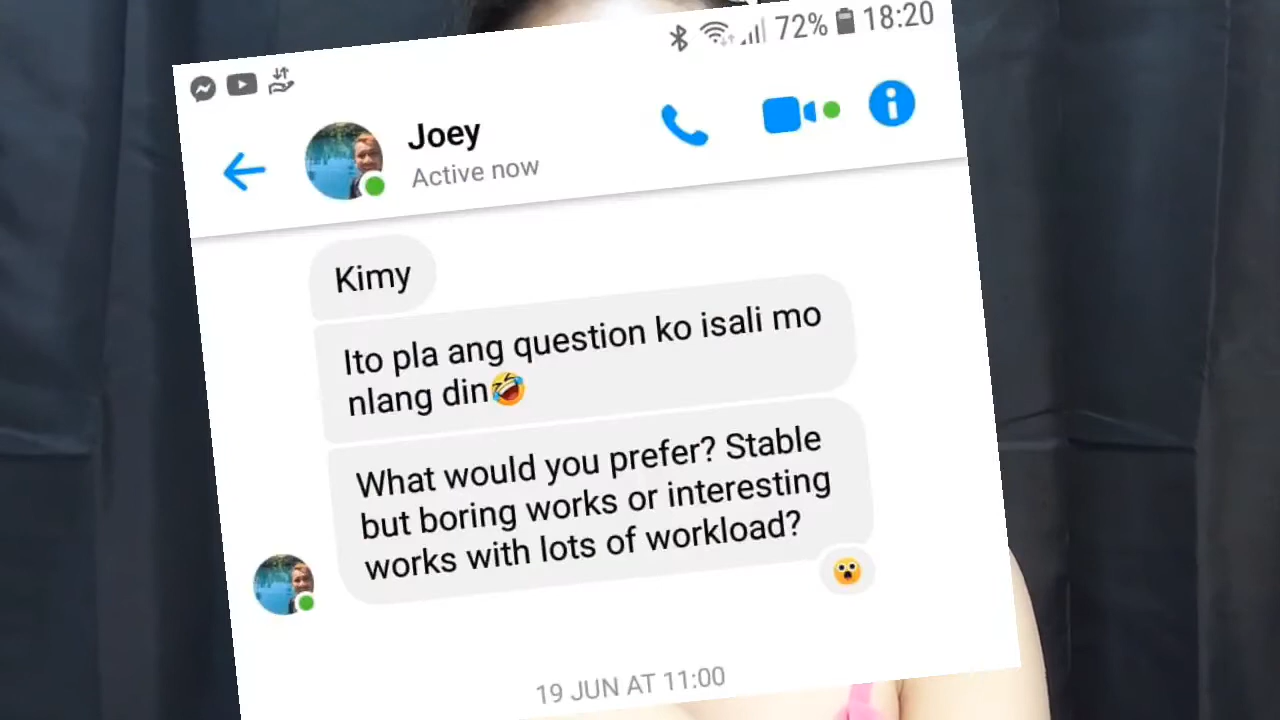 72% 18:20
Joey
Active now
Kimy
Ito pla ang question ko isali mo
nlang din🤣
What would you prefer? Stable
but boring works or interesting
works with lots of workload?
😮
19 JUN AT 11:00